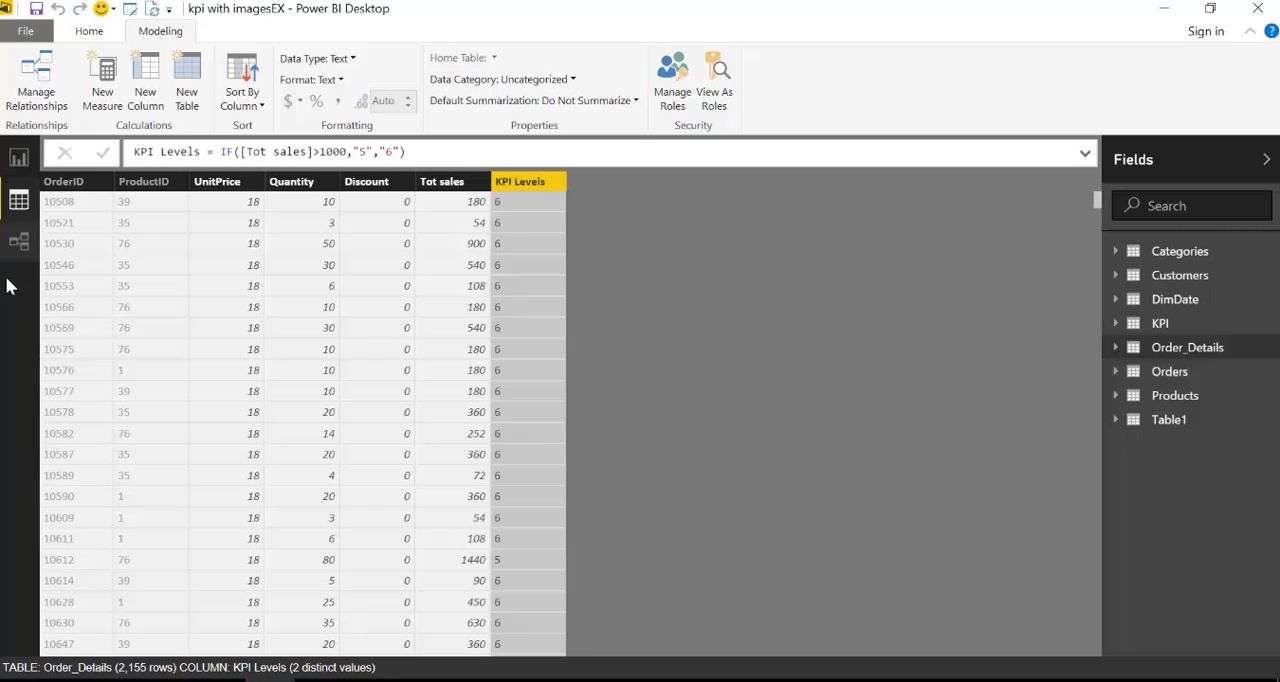 kpi with imagesEX - Power BI Desktop
File Home Modeling Sign in
Manage Relationships
New Measure
New Column
New Table
Sort By Column
Data Type: Text
Format: Text
$ % , Auto
Home Table:
Data Category: Uncategorized
Default Summarization: Do Not Summarize
Manage Roles
View As Roles
Relationships Calculations Sort Formatting Properties Security
KPI Levels = IF([Tot sales]>1000,"5","6")
OrderID ProductID UnitPrice Quantity Discount Tot sales KPI Levels
10508 39 18 10 0 180 6
10521 35 18 3 0 54 6
10530 76 18 50 0 900 6
10546 35 18 30 0 540 6
10553 35 18 6 0 108 6
10566 76 18 10 0 180 6
10569 76 18 30 0 540 6
10575 76 18 10 0 180 6
10576 1 18 10 0 180 6
10577 39 18 10 0 180 6
10578 35 18 20 0 360 6
10582 76 18 14 0 252 6
10587 35 18 20 0 360 6
10589 35 18 4 0 72 6
10590 1 18 20 0 360 6
10609 1 18 3 0 54 6
10611 1 18 6 0 108 6
10612 76 18 80 0 1440 5
10614 39 18 5 0 90 6
10628 1 18 25 0 450 6
10630 76 18 35 0 630 6
10647 39 18 20 0 360 6
Fields
Search
Categories
Customers
DimDate
KPI
Order_Details
Orders
Products
Table1
TABLE: Order_Details (2,155 rows) COLUMN: KPI Levels (2 distinct values)